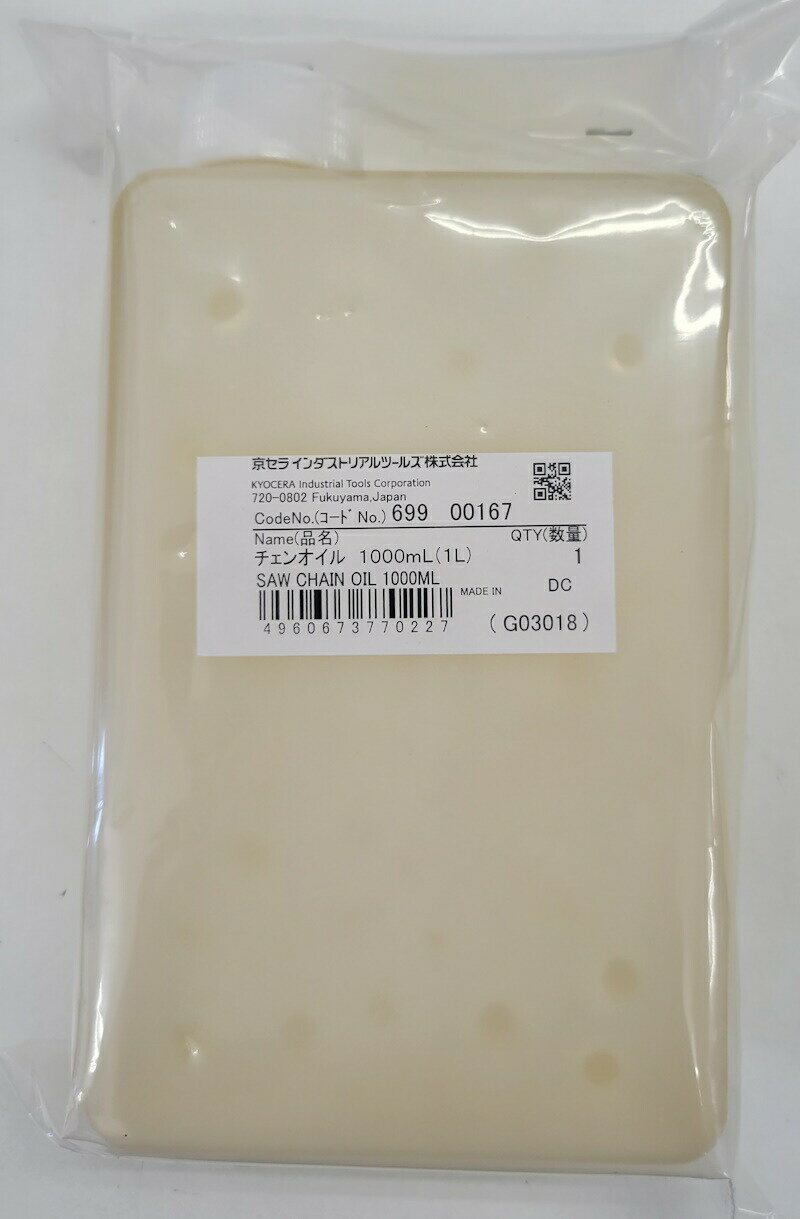 京セラインダストリアルツールズ株式会社
KYOCERA Industrial Tools Corporation
720-0802 Fukuyama,Japan
CodeNo.(コードNo.) 699 00167
Name(品名) QTY(数量)
チェンオイル 1000mL(1L) 1
SAW CHAIN OIL 1000ML
MADE IN DC
4960673770227 (G03018)